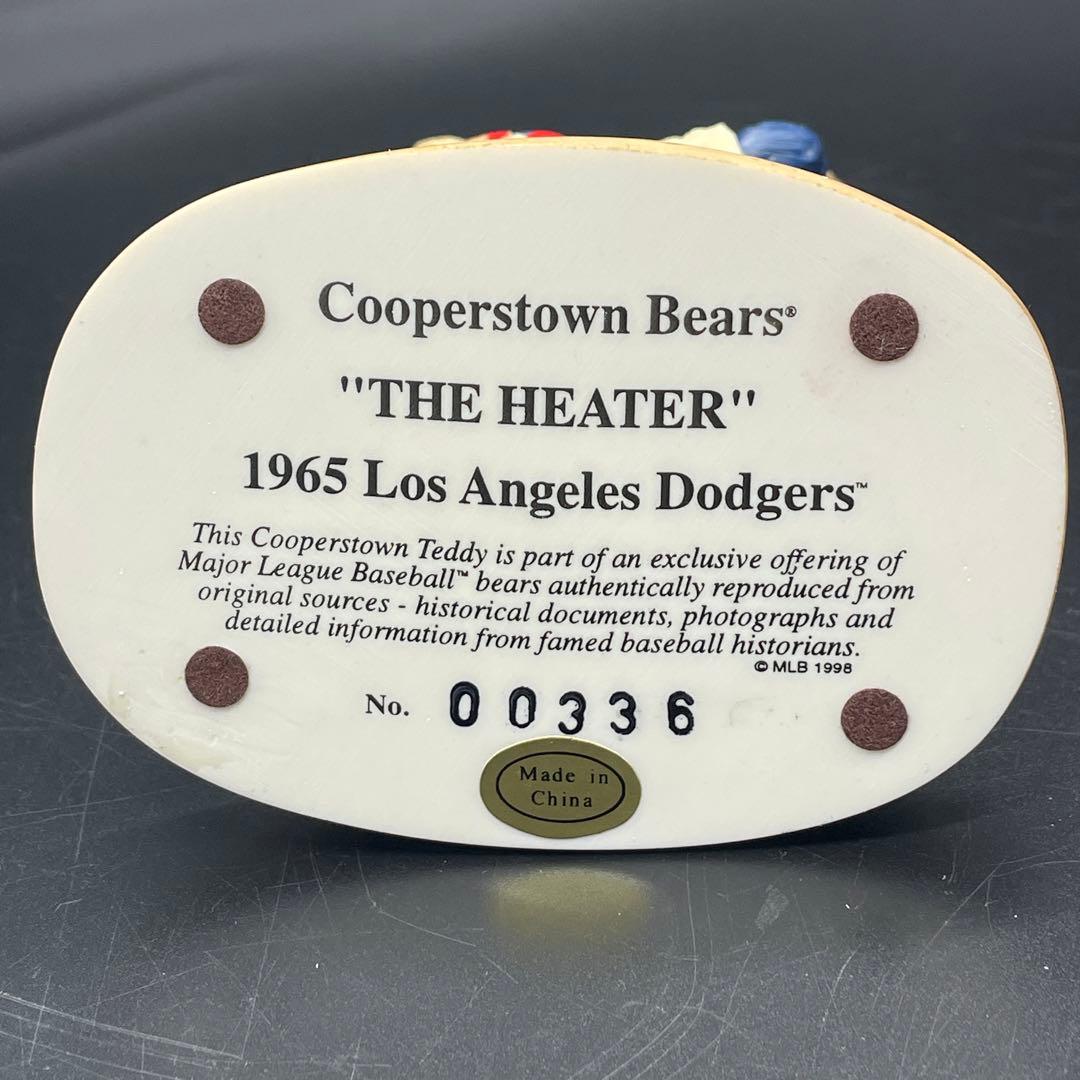 Cooperstown Bears®
"THE HEATER"
1965 Los Angeles Dodgers™
This Cooperstown Teddy is part of an exclusive offering of
Major League Baseball™ bears authentically reproduced from
original sources - historical documents, photographs and
detailed information from famed baseball historians.
© MLB 1998
No. 00336
Made in
China